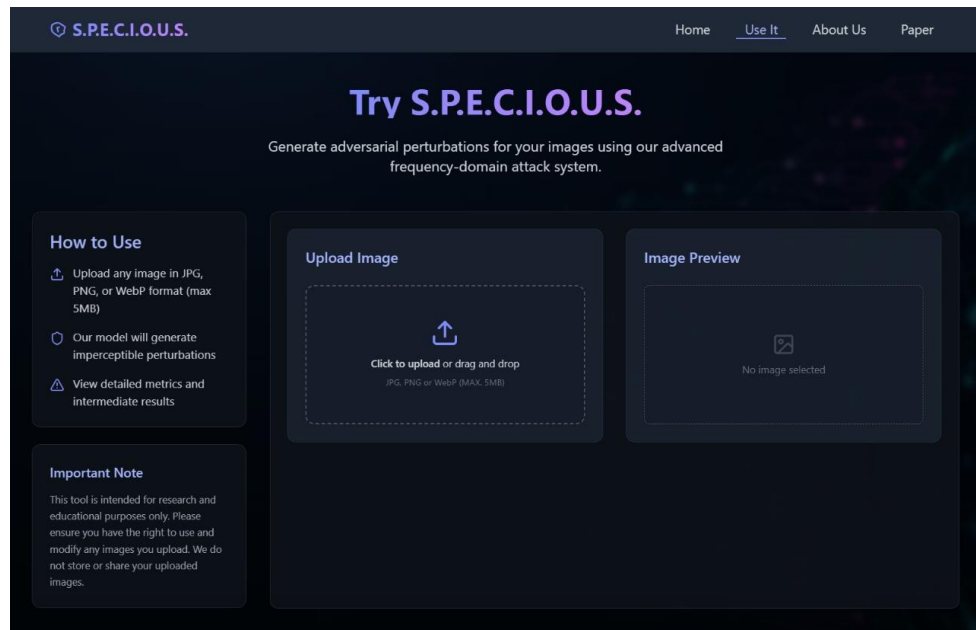 S.P.E.C.I.O.U.S.
Home Use It About Us Paper
Try S.P.E.C.I.O.U.S.
Generate adversarial perturbations for your images using our advanced
frequency-domain attack system.
How to Use
Upload any image in JPG,
PNG, or WebP format (max
5MB)
Our model will generate
imperceptible perturbations
View detailed metrics and
intermediate results
Important Note
This tool is intended for research and
educational purposes only. Please
ensure you have the right to use and
modify any images you upload. We do
not store or share your uploaded
images.
Upload Image
Click to upload or drag and drop
JPG, PNG or WebP (MAX. 5MB)
Image Preview
No image selected